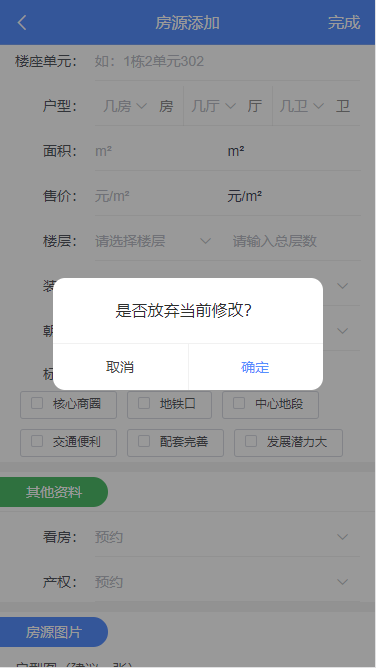 房源添加 完成
楼座单元： 如：1栋2单元302
户型： 几房 房 几厅 厅 几卫 卫
面积： m² m²
售价： 元/m² 元/m²
楼层： 请选择楼层 请输入总层数
装
是否放弃当前修改？
朝
取消 确定
标
核心商圈 地铁口 中心地段
交通便利 配套完善 发展潜力大
其他资料
看房： 预约
产权： 预约
房源图片